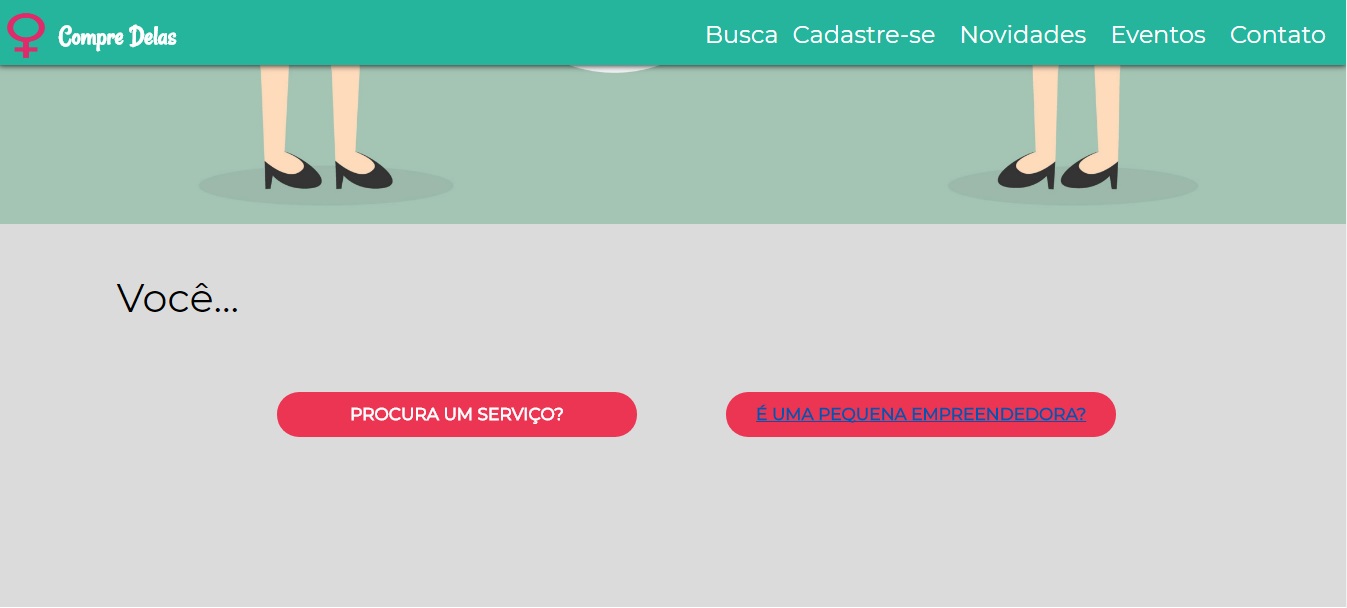 Compre Delas
Busca Cadastre-se Novidades Eventos Contato
Você...
PROCURA UM SERVIÇO?
É UMA PEQUENA EMPREENDEDORA?